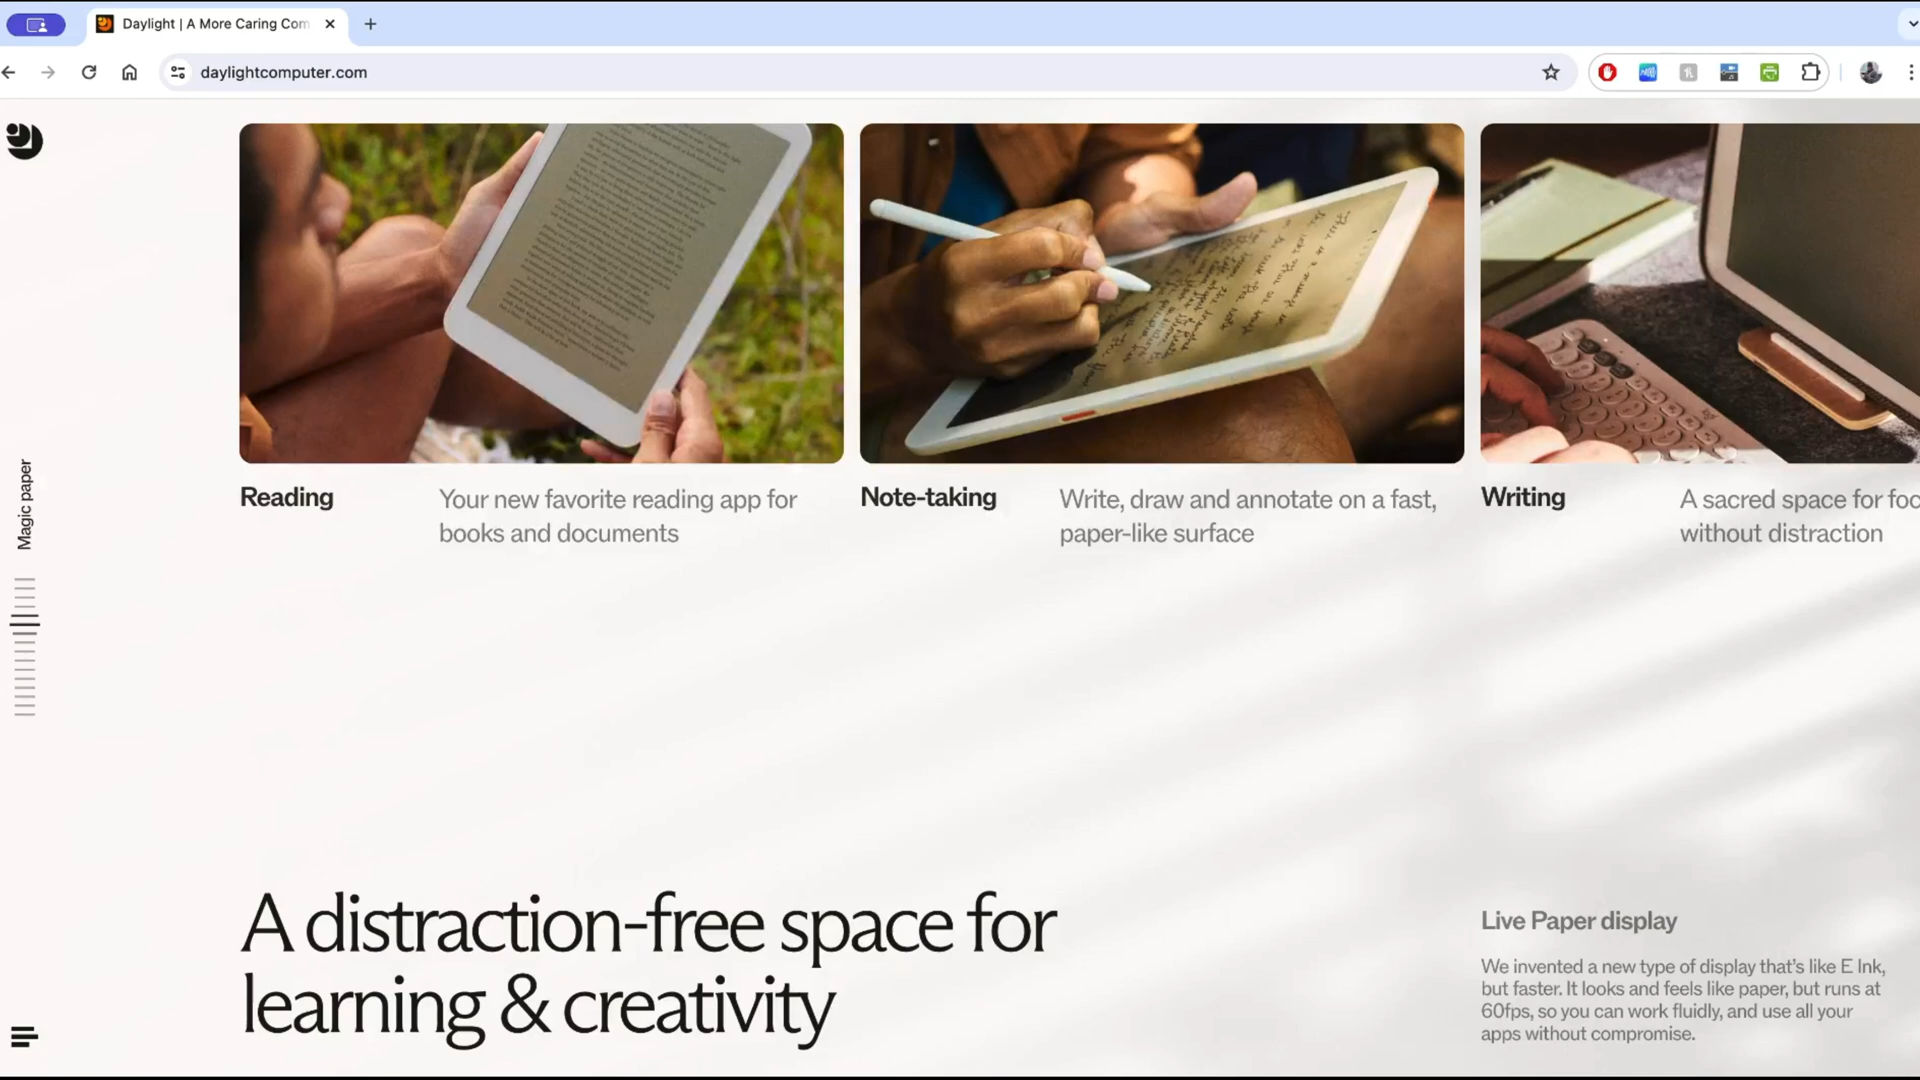 Daylight | A More Caring Com
daylightcomputer.com
Magic paper
Reading
Your new favorite reading app for
books and documents
Note-taking
Write, draw and annotate on a fast,
paper-like surface
Writing
A sacred space for foc
without distraction
A distraction-free space for
learning & creativity
Live Paper display
We invented a new type of display that's like E Ink,
but faster. It looks and feels like paper, but runs at
60fps, so you can work fluidly, and use all your
apps without compromise.